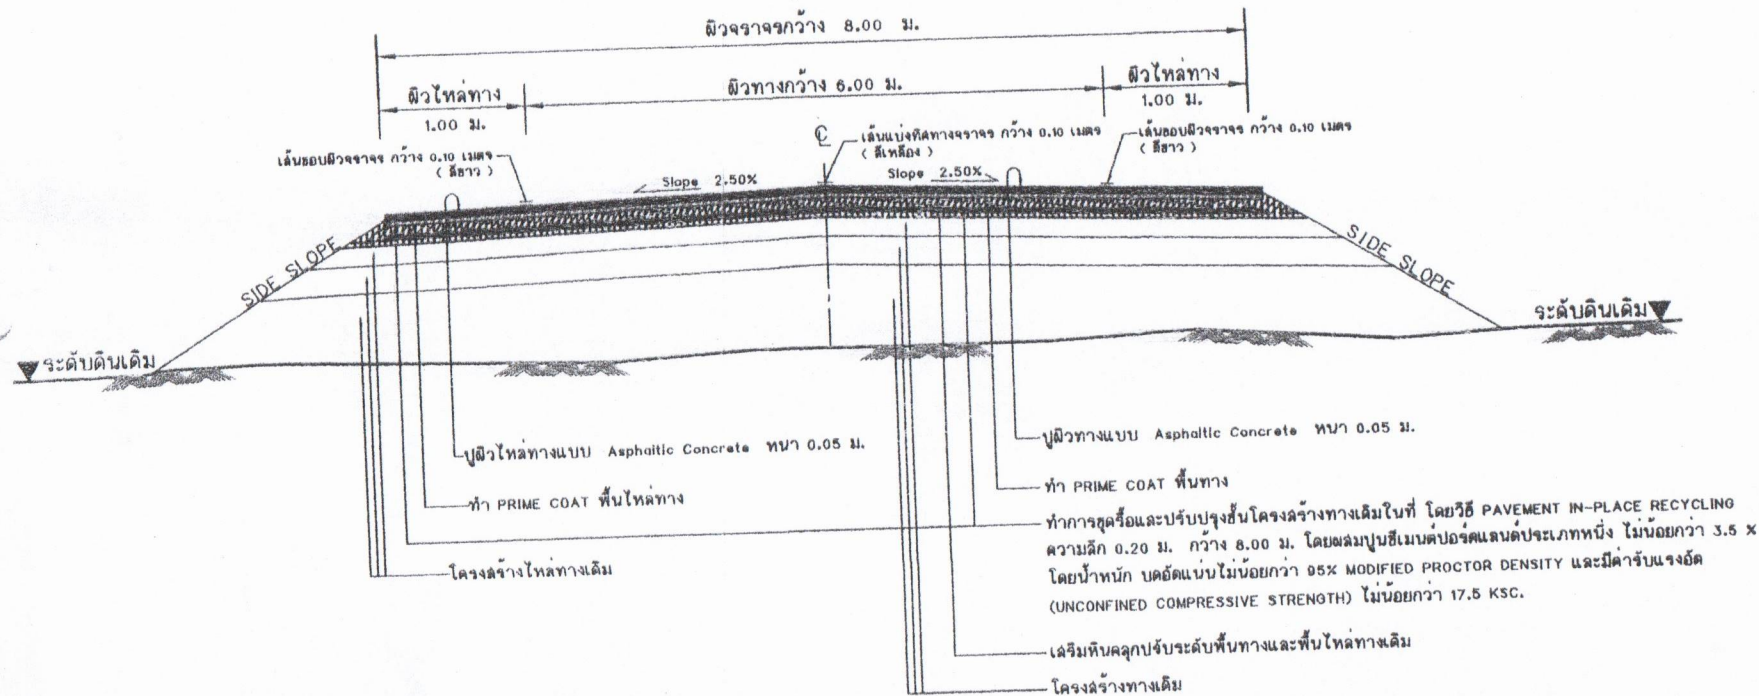 ผิวจราจรกว้าง 8.00 ม.
ผิวไหล่ทาง
1.00 ม.
ผิวทางกว้าง 6.00 ม.
ผิวไหล่ทาง
1.00 ม.
เส้นขอบผิวจราจร กว้าง 0.10 เมตร
( สีขาว )
℄
เส้นแบ่งทิศทางจราจร กว้าง 0.10 เมตร
( สีเหลือง )
เส้นขอบผิวจราจร กว้าง 0.10 เมตร
( สีขาว )
Slope 2.50%
Slope 2.50%
SIDE SLOPE
SIDE SLOPE
ระดับดินเดิม
ระดับดินเดิม
ปูผิวไหล่ทางแบบ Asphaltic Concrete หนา 0.05 ม.
ทำ PRIME COAT พื้นไหล่ทาง
โครงสร้างไหล่ทางเดิม
ปูผิวทางแบบ Asphaltic Concrete หนา 0.05 ม.
ทำ PRIME COAT พื้นทาง
ทำการขุดรื้อและปรับปรุงชั้นโครงสร้างทางเดิมในที่ โดยวิธี PAVEMENT IN-PLACE RECYCLING
ความลึก 0.20 ม. กว้าง 8.00 ม. โดยผสมปูนซีเมนต์ปอร์ตแลนด์ประเภทหนึ่ง ไม่น้อยกว่า 3.5 %
โดยน้ำหนัก บดอัดแน่นไม่น้อยกว่า 95% MODIFIED PROCTOR DENSITY และมีค่ารับแรงอัด
(UNCONFINED COMPRESSIVE STRENGTH) ไม่น้อยกว่า 17.5 KSC.
เสริมหินคลุกปรับระดับพื้นทางและพื้นไหล่ทางเดิม
โครงสร้างทางเดิม